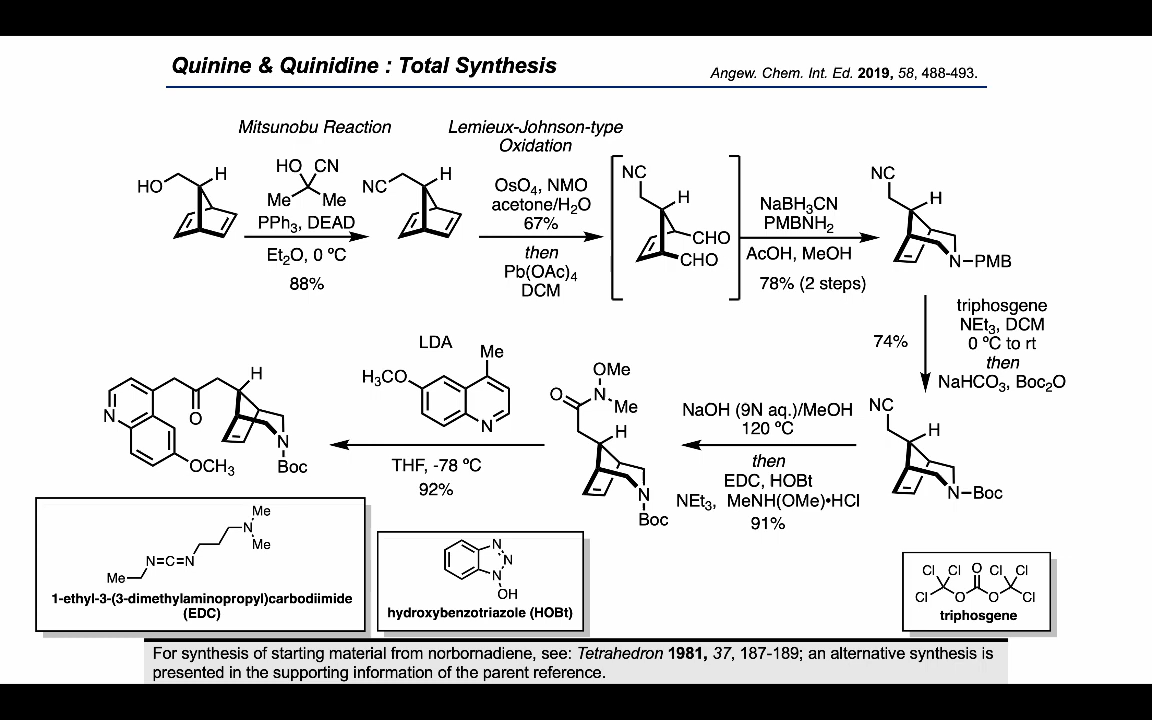 Quinine & Quinidine : Total Synthesis
Angew. Chem. Int. Ed. 2019, 58, 488-493.
Mitsunobu Reaction
Lemieux-Johnson-type
Oxidation
HO
H
HO CN
Me Me
PPh₃, DEAD
Et₂O, 0 ºC
88%
NC
H
OsO₄, NMO
acetone/H₂O
67%
then
Pb(OAc)₄
DCM
NC
H
CHO
CHO
NaBH₃CN
PMBNH₂
AcOH, MeOH
78% (2 steps)
NC
H
N–PMB
74%
triphosgene
NEt₃, DCM
0 ºC to rt
then
NaHCO₃, Boc₂O
NC
H
N–Boc
NaOH (9N aq.)/MeOH
120 ºC
then
EDC, HOBt
NEt₃, MeNH(OMe)•HCl
91%
OMe
O
N
Me
H
N
Boc
LDA
Me
H₃CO
N
THF, -78 ºC
92%
H
N
O
OCH₃
N
Boc
Me
N
Me
N=C=N
Me
1-ethyl-3-(3-dimethylaminopropyl)carbodiimide
(EDC)
N
N
N
OH
hydroxybenzotriazole (HOBt)
Cl Cl O Cl Cl
Cl O O Cl
triphosgene
For synthesis of starting material from norbornadiene, see: Tetrahedron 1981, 37, 187-189; an alternative synthesis is
presented in the supporting information of the parent reference.